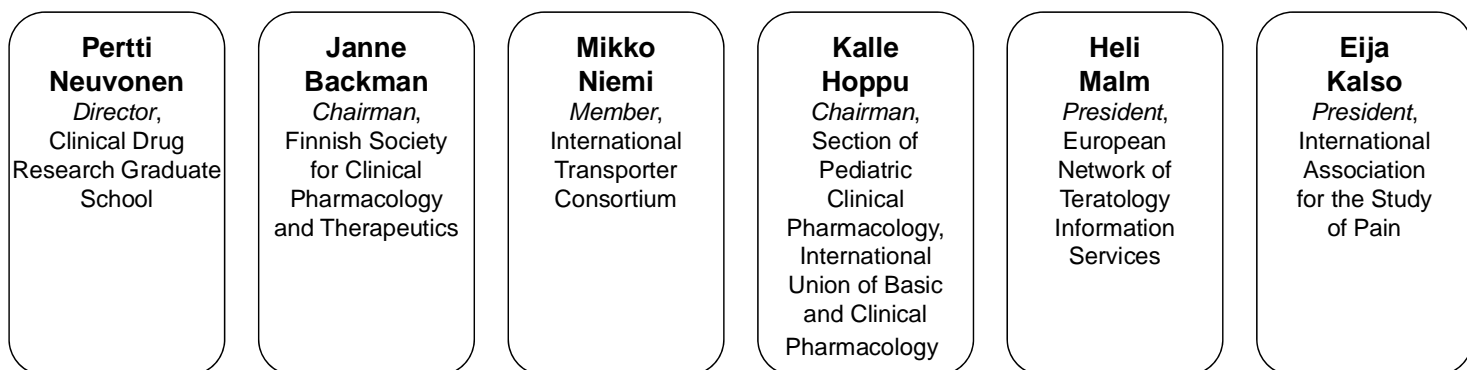 Pertti
Neuvonen
Director,
Clinical Drug
Research Graduate
School
Janne
Backman
Chairman,
Finnish Society
for Clinical
Pharmacology
and Therapeutics
Mikko
Niemi
Member,
International
Transporter
Consortium
Kalle
Hoppu
Chairman,
Section of
Pediatric
Clinical
Pharmacology,
International
Union of Basic
and Clinical
Pharmacology
Heli
Malm
President,
European
Network of
Teratology
Information
Services
Eija
Kalso
President,
International
Association
for the Study
of Pain